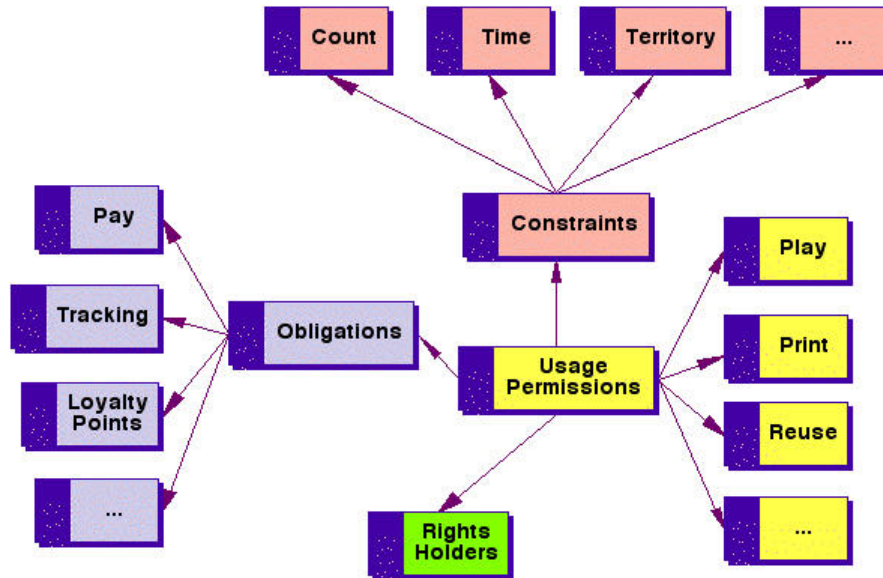 Count
Time
Territory
...
Constraints
Pay
Play
Tracking
Obligations
Print
Usage
Permissions
Loyalty
Points
Reuse
...
Rights
Holders
...